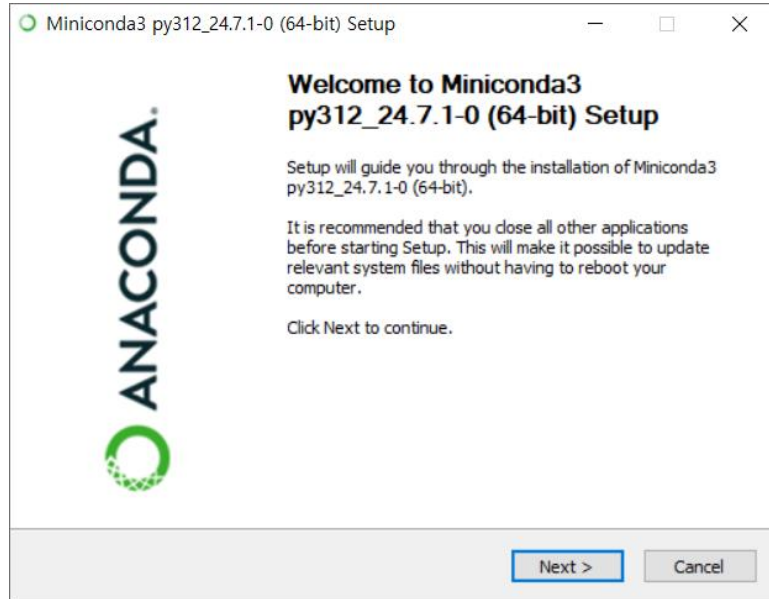 Miniconda3 py312_24.7.1-0 (64-bit) Setup
ANACONDA.
Welcome to Miniconda3
py312_24.7.1-0 (64-bit) Setup
Setup will guide you through the installation of Miniconda3
py312_24.7.1-0 (64-bit).
It is recommended that you close all other applications
before starting Setup. This will make it possible to update
relevant system files without having to reboot your
computer.
Click Next to continue.
Next >
Cancel